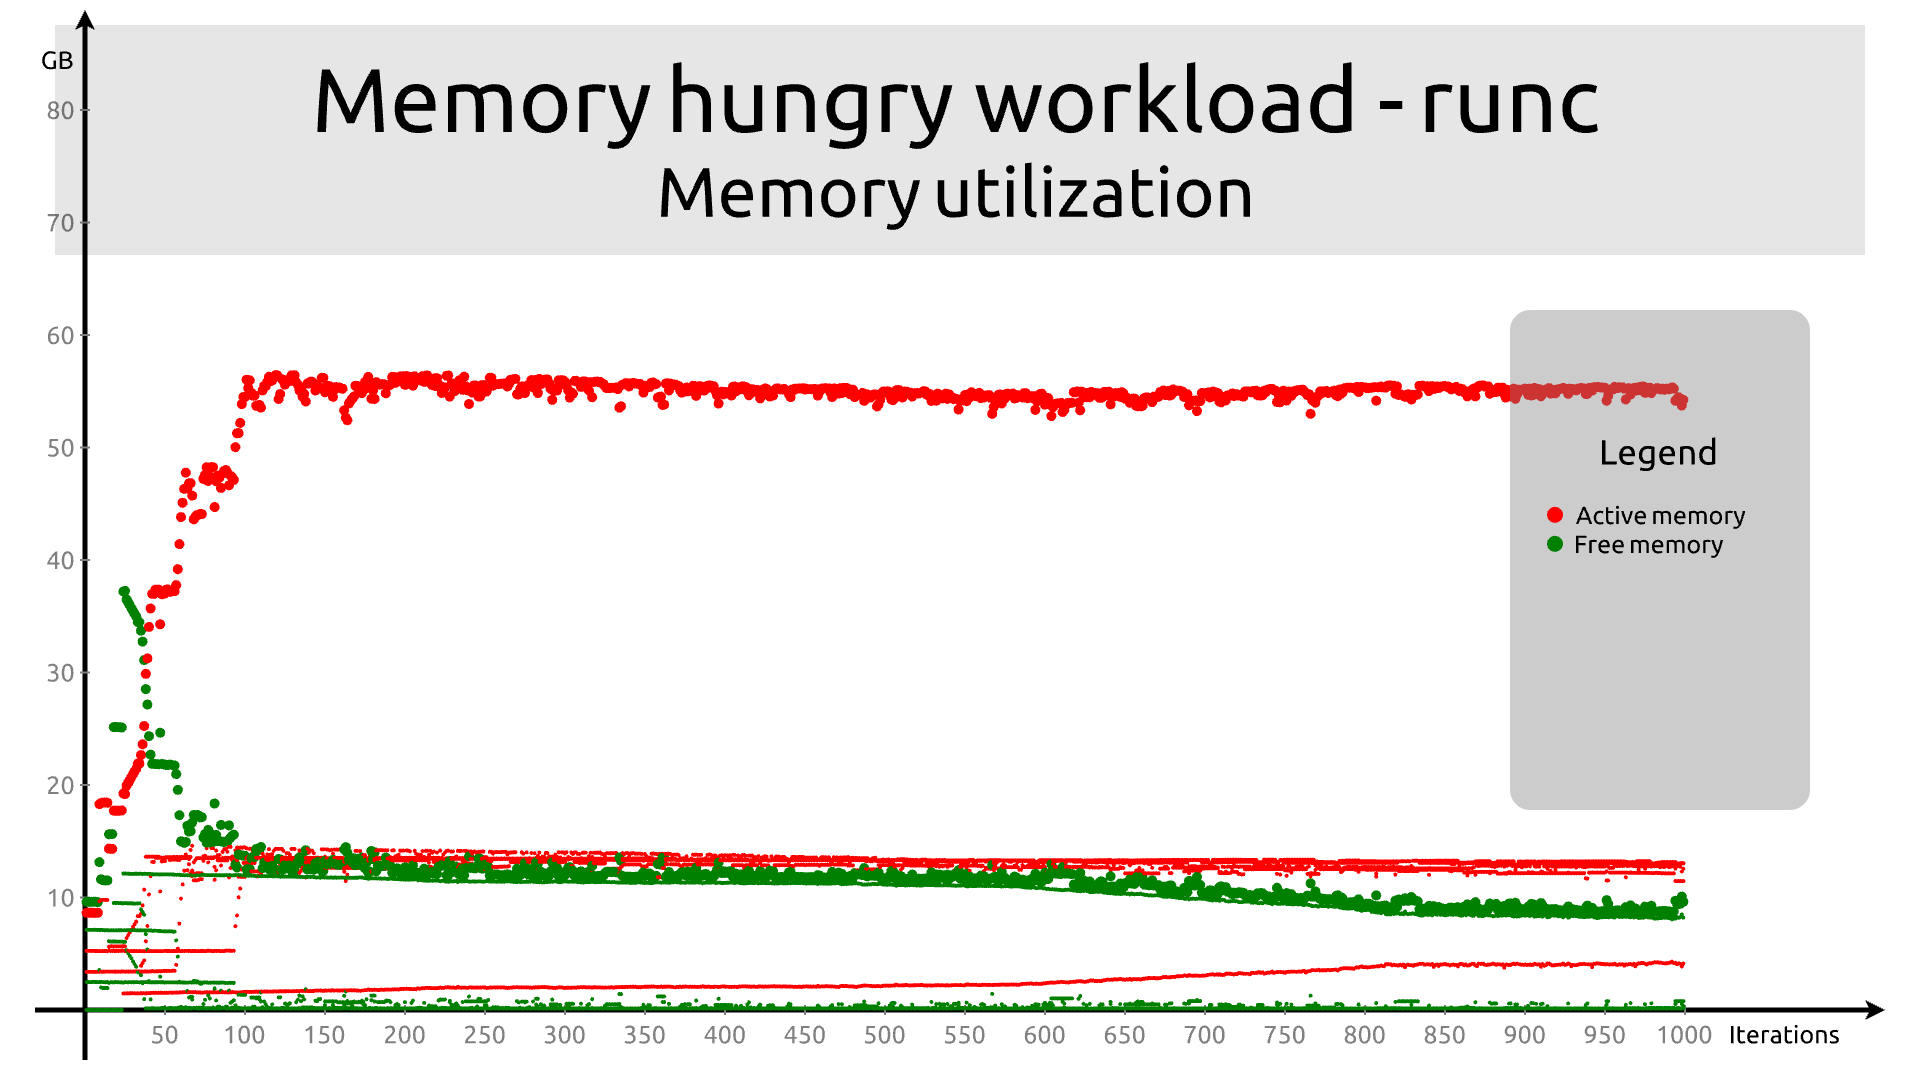 Memory hungry workload - runc
Memory utilization
GB
80
70
60
50
40
30
20
10
Legend
Active memory
Free memory
50 100 150 200 250 300 350 400 450 500 550 600 650 700 750 800 850 900 950 1000 Iterations